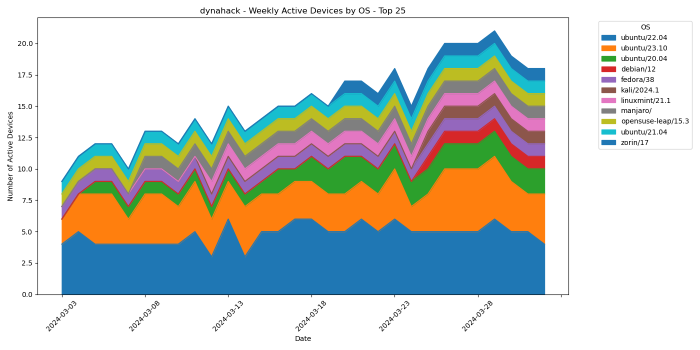 dynahack - Weekly Active Devices by OS - Top 25
OS
ubuntu/22.04
ubuntu/23.10
ubuntu/20.04
debian/12
fedora/38
kali/2024.1
linuxmint/21.1
manjaro/
opensuse-leap/15.3
ubuntu/21.04
zorin/17
Number of Active Devices
20.0
17.5
15.0
12.5
10.0
7.5
5.0
2.5
0.0
2024-03-03
2024-03-08
2024-03-13
2024-03-18
2024-03-23
2024-03-28
Date